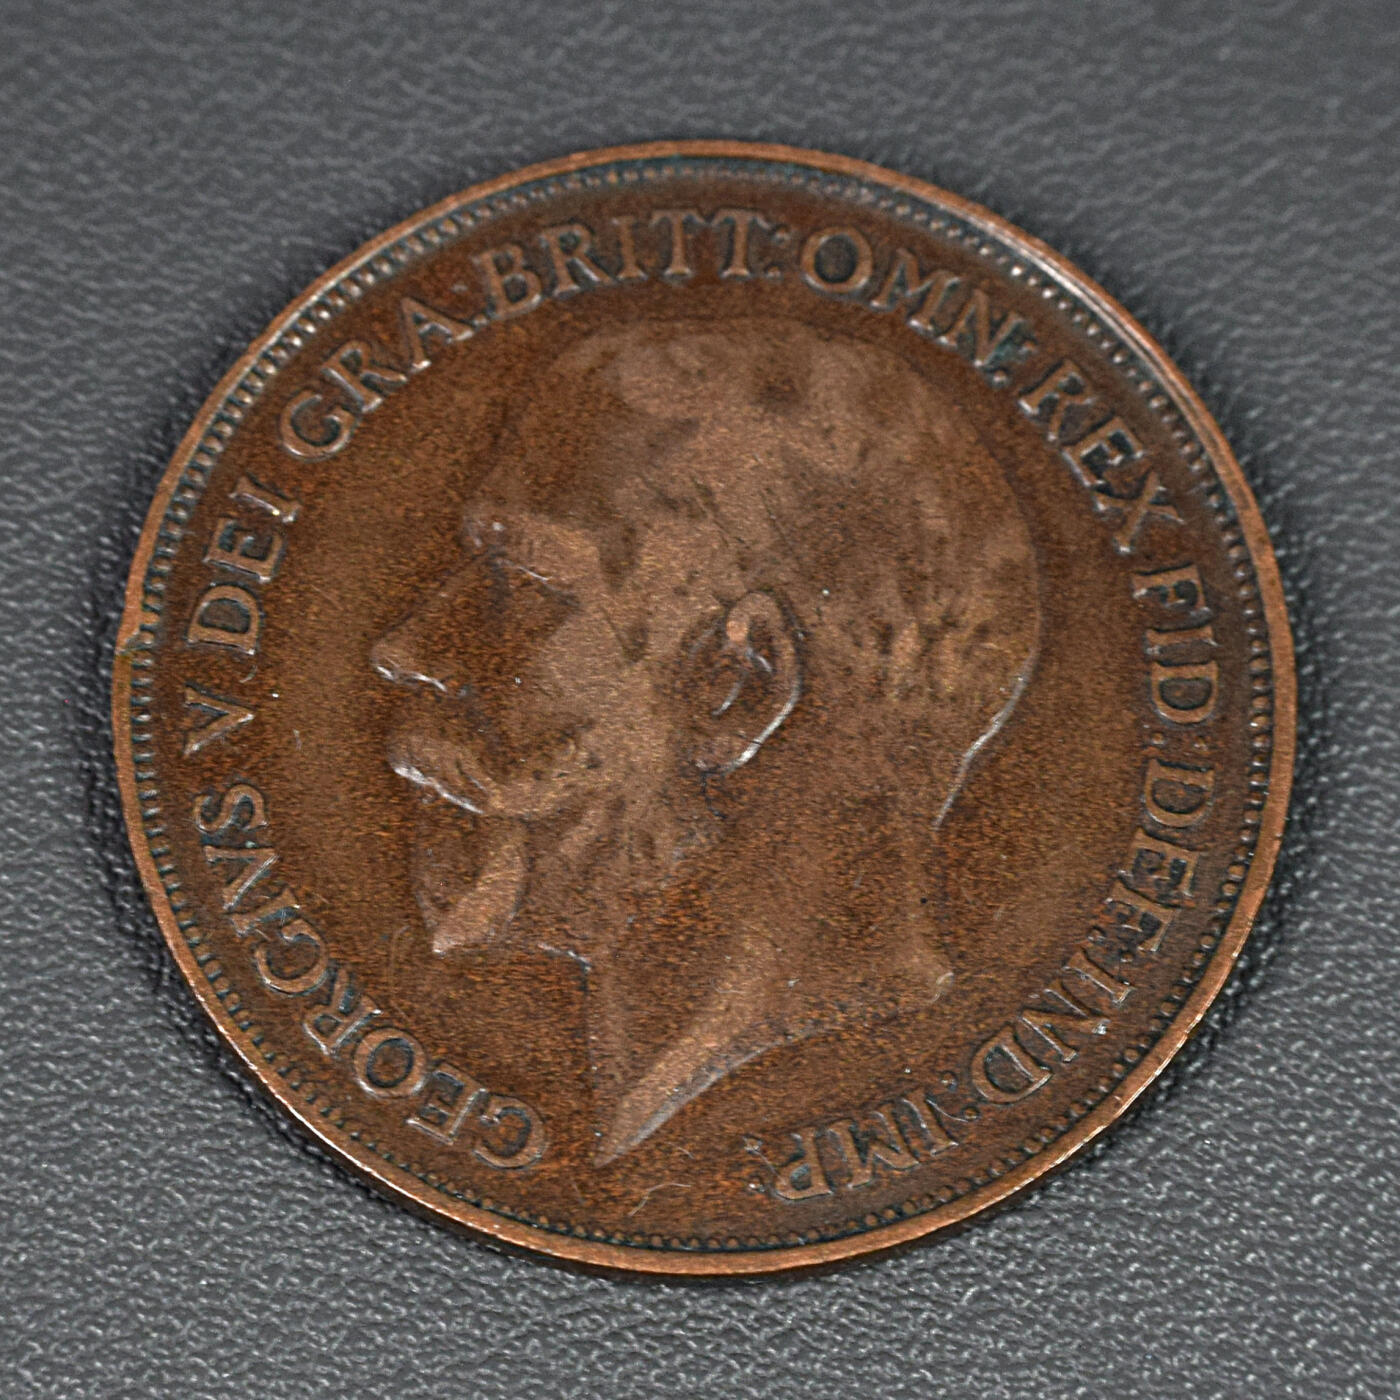 GEORGIVS V DEI GRA: BRITT: OMN: REX FID: DEF: IND: IMP: